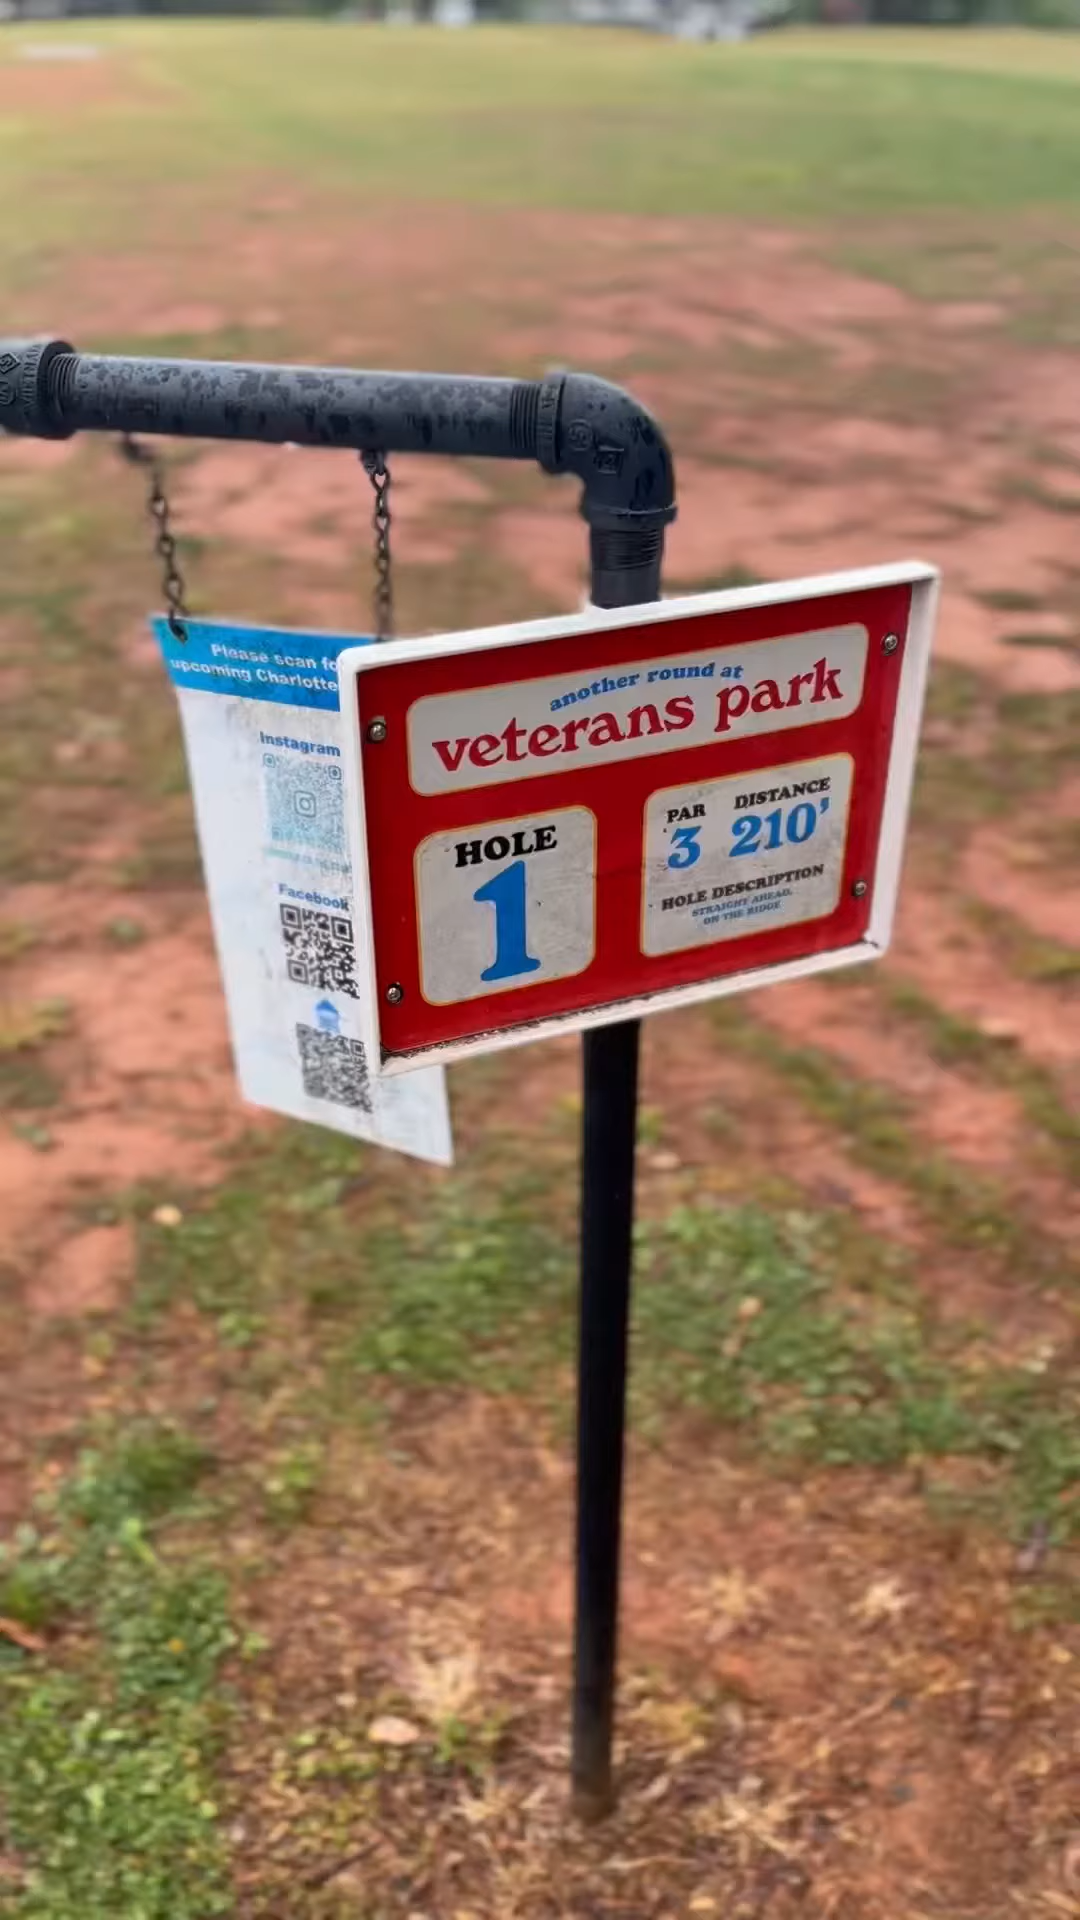 VIETNAM
Please scan fo
upcoming Charlotte
Instagram
Facebook
another round at
veterans park
HOLE
1
PAR
3
DISTANCE
210'
HOLE DESCRIPTION
STRAIGHT AHEAD,
ON THE RIDGE